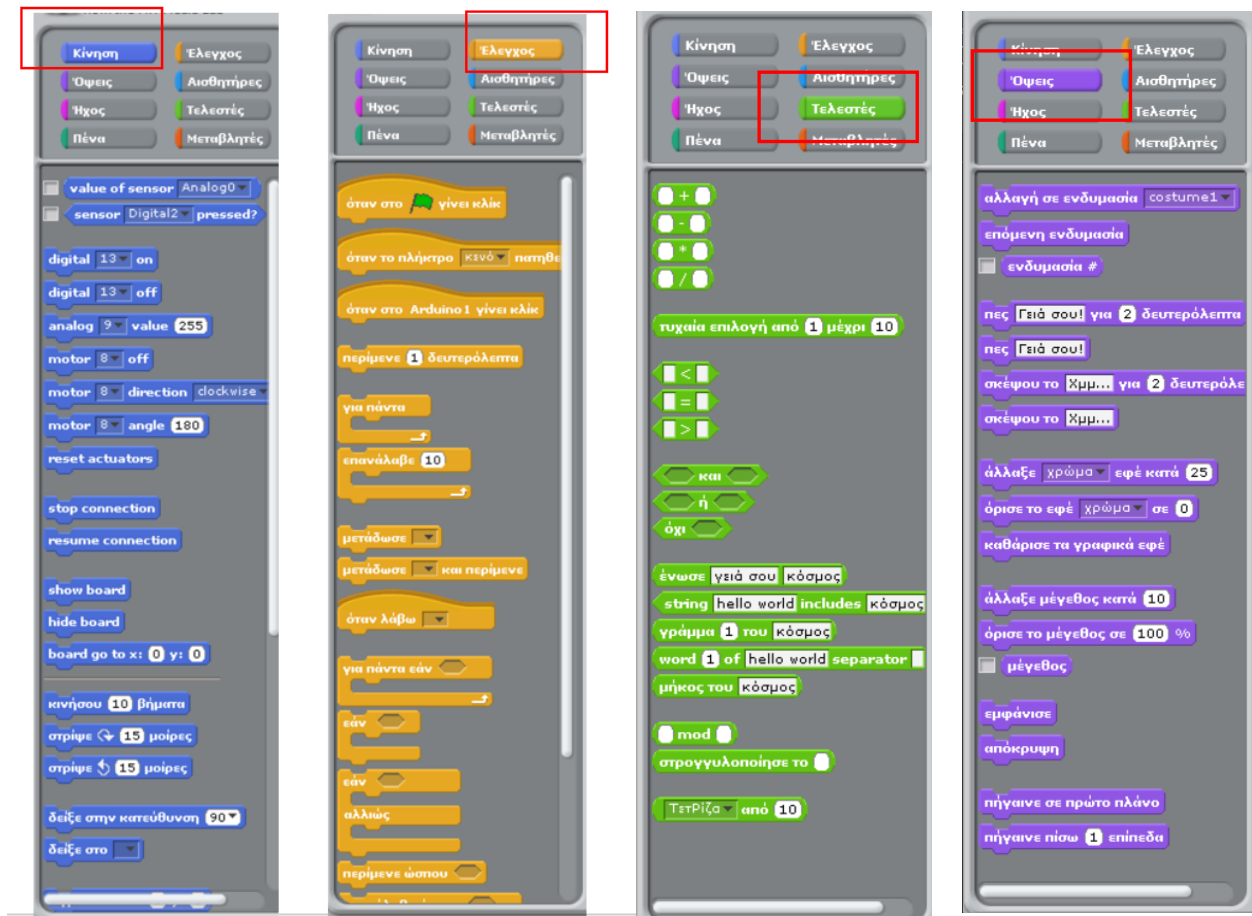 Κίνηση Έλεγχος
Όψεις Αισθητήρες
Ήχος Τελεστές
Πένα Μεταβλητές
value of sensor Analog0
sensor Digital2 pressed?
digital 13 on
digital 13 off
analog 9 value 255
motor 8 off
motor 8 direction clockwise
motor 8 angle 180
reset actuators
stop connection
resume connection
show board
hide board
board go to x: 0 y: 0
κινήσου 10 βήματα
στρίψε 15 μοίρες
στρίψε 15 μοίρες
δείξε στην κατεύθυνση 90
δείξε στο
Κίνηση Έλεγχος
Όψεις Αισθητήρες
Ήχος Τελεστές
Πένα Μεταβλητές
όταν στο γίνει κλίκ
όταν το πλήκτρο κενό πατηθε
όταν στο Arduino1 γίνει κλίκ
περίμενε 1 δευτερόλεπτα
για πάντα
επανάλαβε 10
μετάδωσε
μετάδωσε και περίμενε
όταν λάβω
για πάντα εάν
εάν
εάν
αλλιώς
περίμενε ώσπου
Κίνηση Έλεγχος
Όψεις Αισθητήρες
Ήχος Τελεστές
Πένα Μεταβλητές
+
-
*
/
τυχαία επιλογή από 1 μέχρι 10
<
=
>
και
ή
όχι
ένωσε γειά σου κόσμος
string hello world includes κόσμος
γράμμα 1 του κόσμος
word 1 of hello world separator
μήκος του κόσμος
mod
στρογγυλοποίησε το
ΤετΡίζα από 10
Κίνηση Έλεγχος
Όψεις Αισθητήρες
Ήχος Τελεστές
Πένα Μεταβλητές
αλλαγή σε ενδυμασία costume1
επόμενη ενδυμασία
ενδυμασία #
πες Γειά σου! για 2 δευτερόλεπτα
πες Γειά σου!
σκέψου το Χμμ... για 2 δευτερόλε
σκέψου το Χμμ...
άλλαξε χρώμα εφέ κατά 25
όρισε το εφέ χρώμα σε 0
καθάρισε τα γραφικά εφέ
άλλαξε μέγεθος κατά 10
όρισε το μέγεθος σε 100 %
μέγεθος
εμφάνισε
απόκρυψη
πήγαινε σε πρώτο πλάνο
πήγαινε πίσω 1 επίπεδα